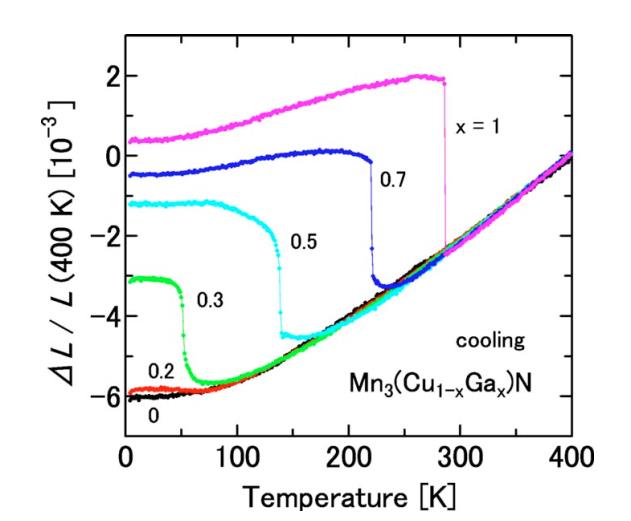 2
0
−2
−4
−6
ΔL / L (400 K) [10⁻³]
x = 1
0.7
0.5
0.3
0.2
0
cooling
Mn₃(Cu₁₋ₓGaₓ)N
0 100 200 300 400
Temperature [K]